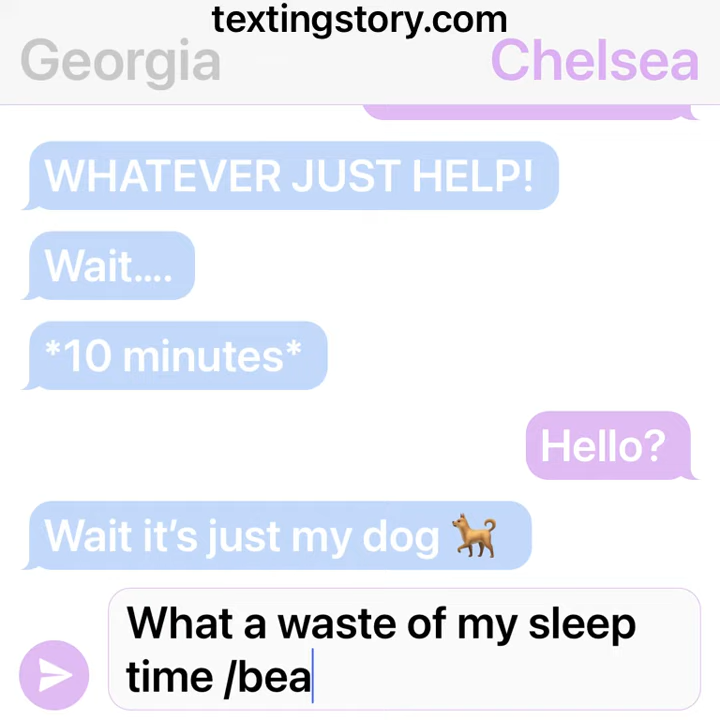 textingstory.com
Georgia
Chelsea
WHATEVER JUST HELP!
Wait....
*10 minutes*
Hello?
Wait it’s just my dog 🐕
What a waste of my sleep
time /bea